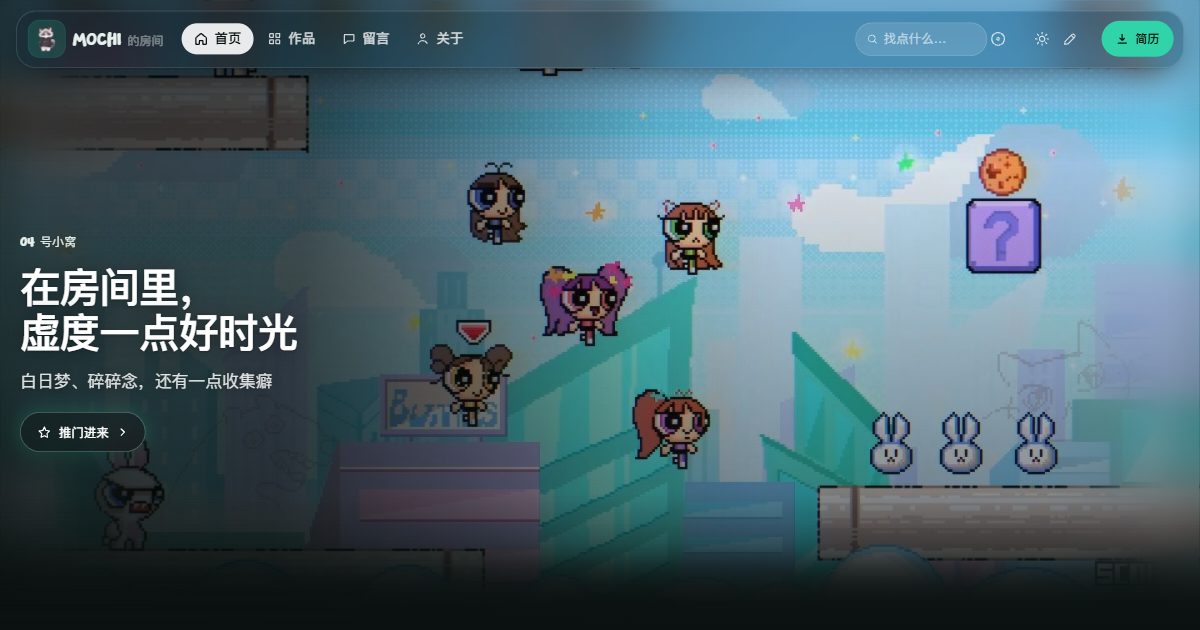 MOCHI 的房间
首页
作品
留言
关于
找点什么...
简历
04 号小窝
在房间里，
虚度一点好时光
白日梦、碎碎念，还有一点收集癖
推门进来
?